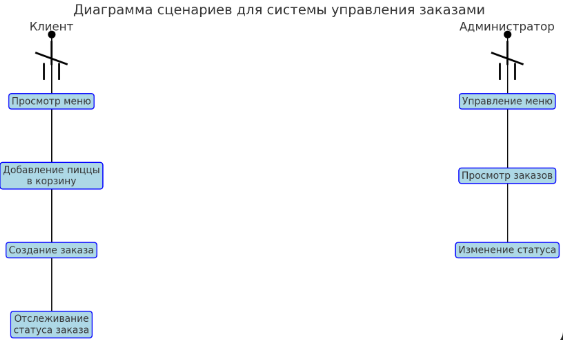 Диаграмма сценариев для системы управления заказами
Клиент
Администратор
Просмотр меню
Управление меню
Добавление пиццы
в корзину
Просмотр заказов
Создание заказа
Изменение статуса
Отслеживание
статуса заказа